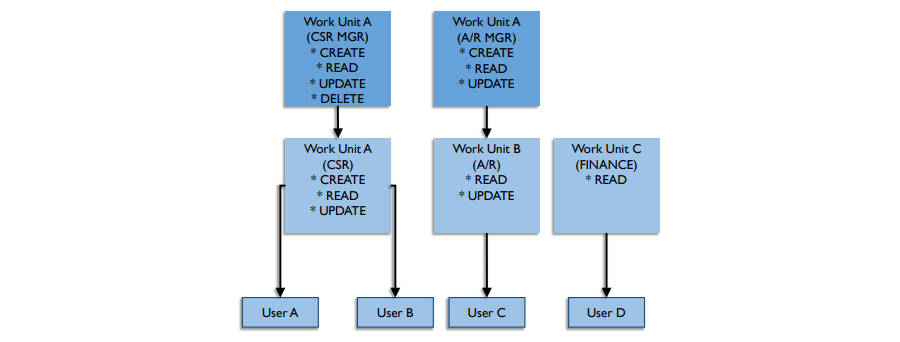 Work Unit A
(CSR MGR)
* CREATE
* READ
* UPDATE
* DELETE
Work Unit A
(A/R MGR)
* CREATE
* READ
* UPDATE
Work Unit A
(CSR)
* CREATE
* READ
* UPDATE
Work Unit B
(A/R)
* READ
* UPDATE
Work Unit C
(FINANCE)
* READ
User A
User B
User C
User D